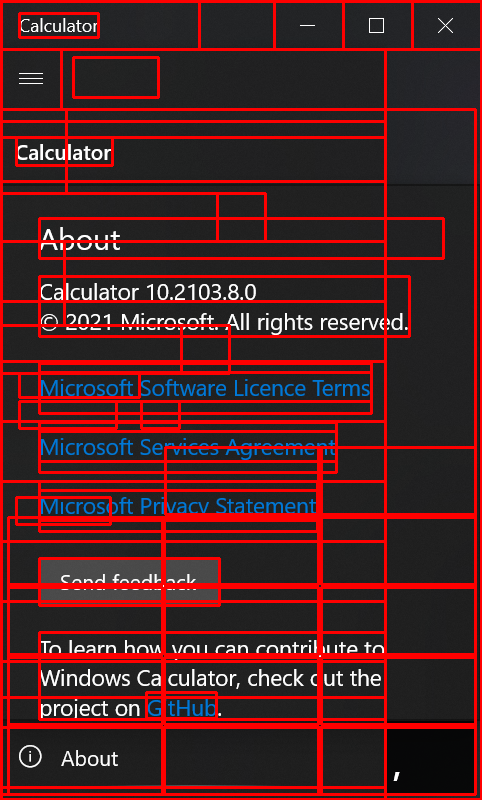 Calculator
Calculator
About
Calculator 10.2103.8.0
© 2021 Microsoft. All rights reserved.
Microsoft Software Licence Terms
Microsoft Services Agreement
Microsoft Privacy Statement
Send feedback
To learn how you can contribute to
Windows Calculator, check out the
project on GitHub.
About
,